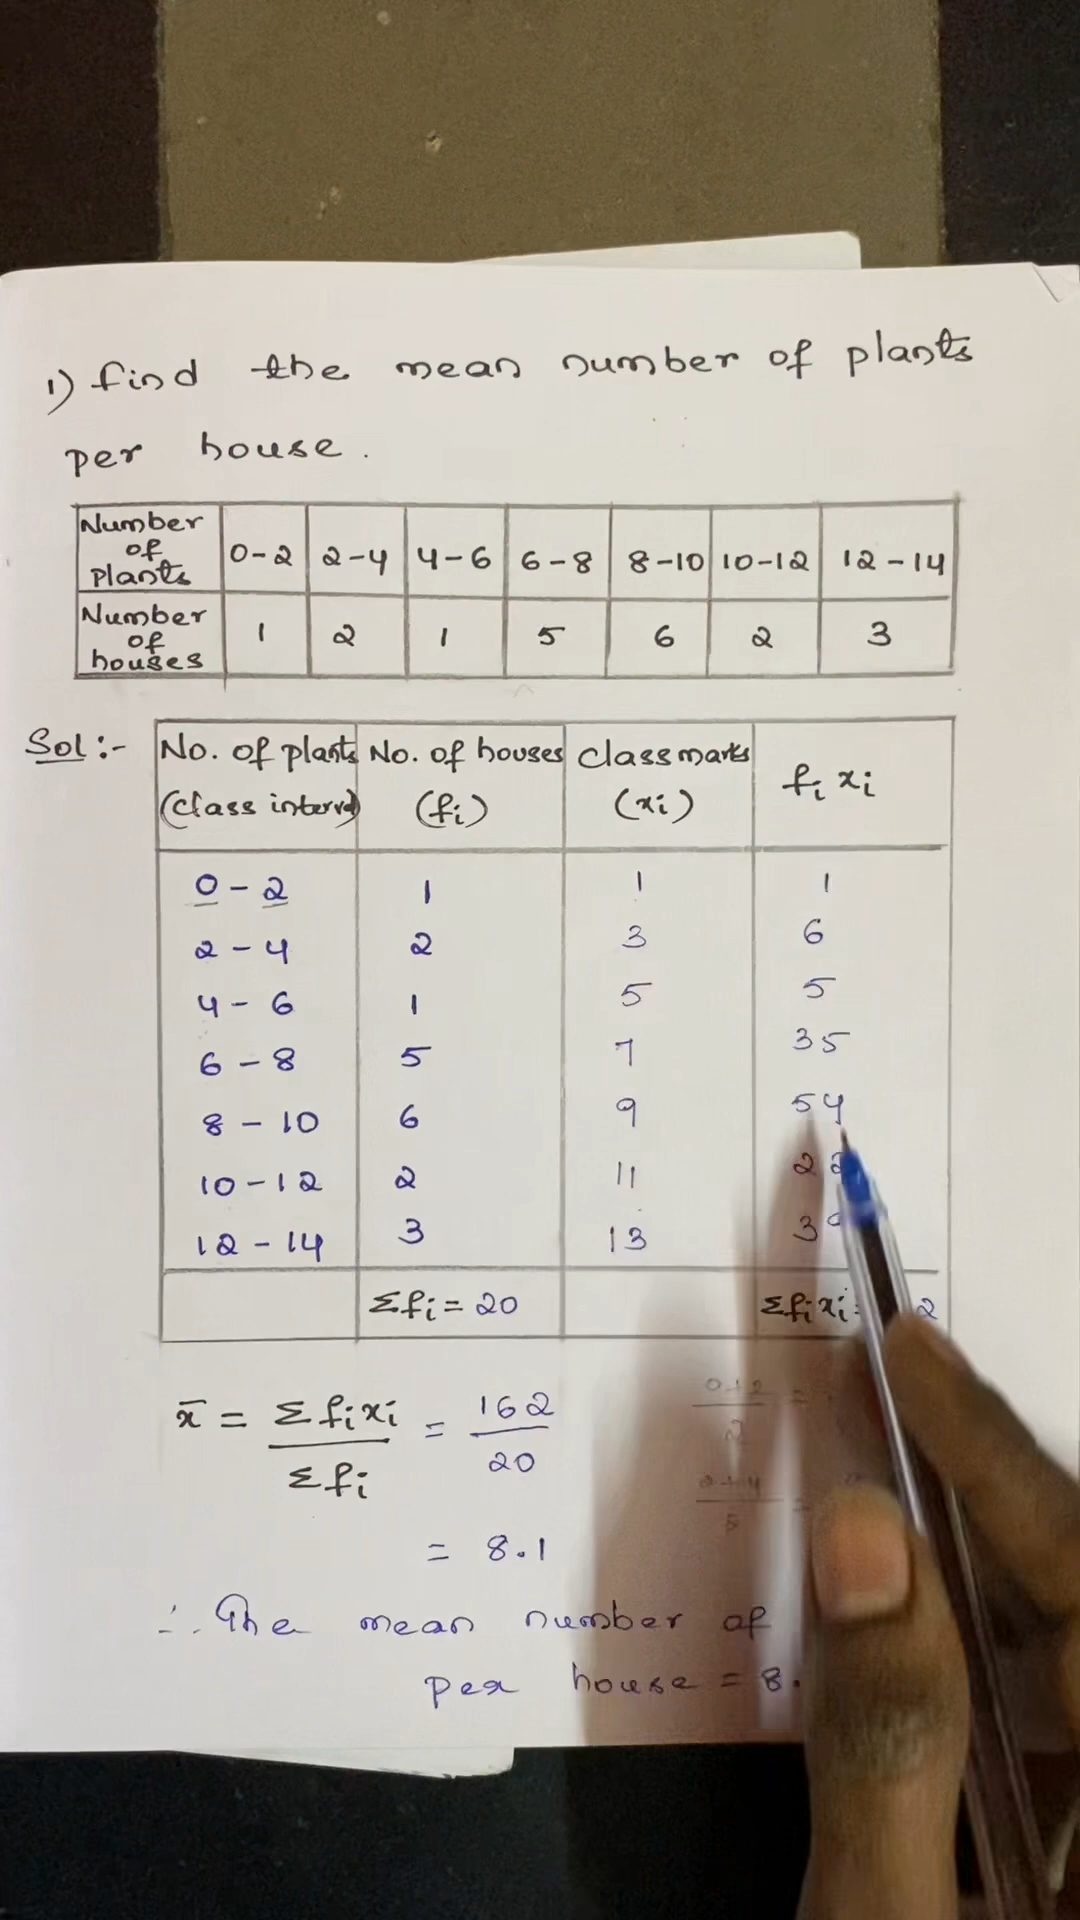 1) find the mean number of plants
per house.
Number of plants 0-2 2-4 4-6 6-8 8-10 10-12 12-14
Number of houses 1 2 1 5 6 2 3
Sol:- No. of plants (class interval) No. of houses (fi) class marks (xi) fi xi
0-2 1 1 1
2-4 2 3 6
4-6 1 5 5
6-8 5 7 35
8-10 6 9 54
10-12 2 11 22
12-14 3 13
Σfi = 20 Σfixi
x̄ = Σfixi / Σfi = 162 / 20
0+2 / 2 =
= 8.1
∴ The mean number of
per house = 8.